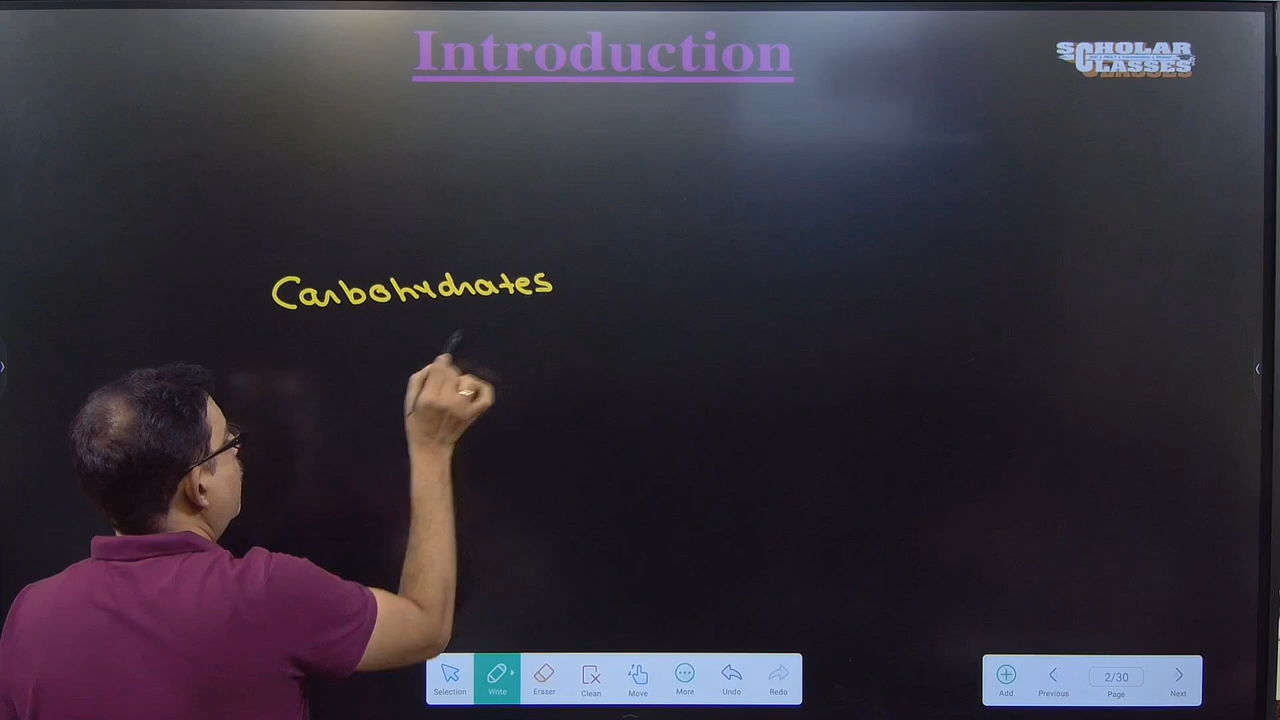 Introduction
SCHOLAR
CLASSES
Carbohydrates
Selection
Write
Eraser
Clean
Move
More
Undo
Redo
Add
Previous
2/30
Page
Next